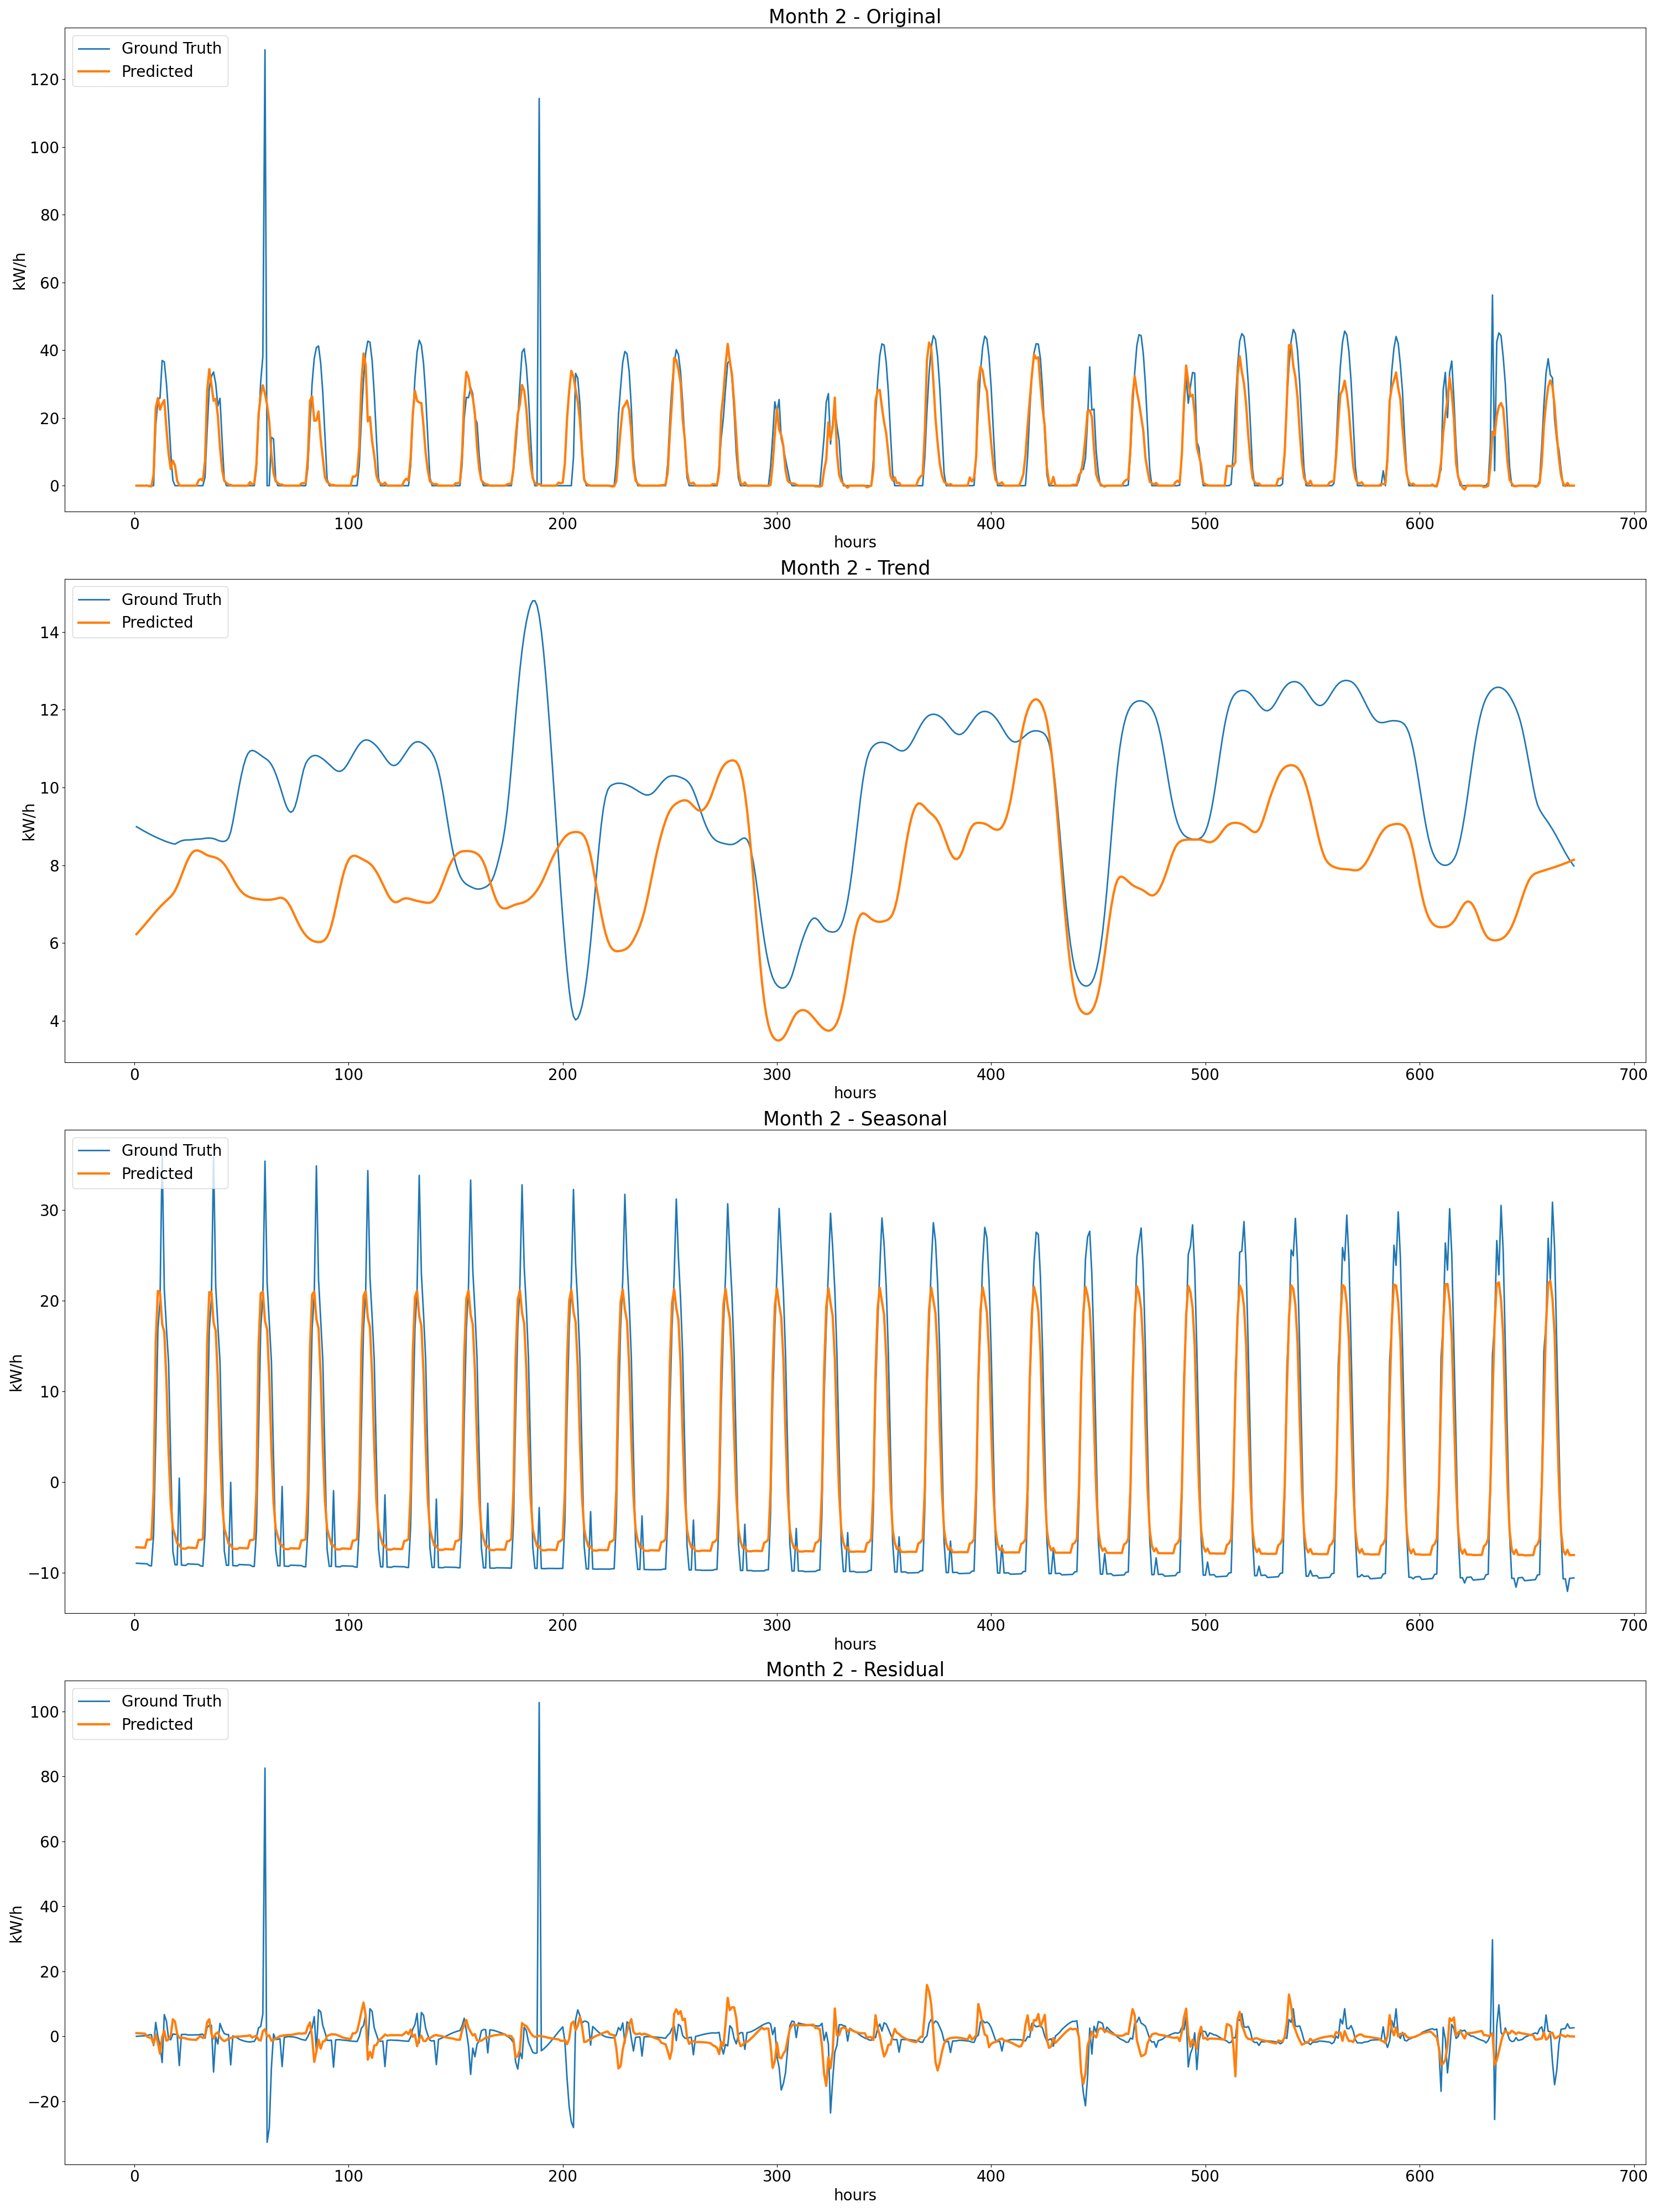 Month 2 - Original
Ground Truth
Predicted
120
100
80
60
40
20
0
kW/h
0 100 200 300 400 500 600 700
hours
Month 2 - Trend
Ground Truth
Predicted
14
12
10
8
6
4
kW/h
0 100 200 300 400 500 600 700
hours
Month 2 - Seasonal
Ground Truth
Predicted
30
20
10
0
−10
kW/h
0 100 200 300 400 500 600 700
hours
Month 2 - Residual
Ground Truth
Predicted
100
80
60
40
20
0
−20
kW/h
0 100 200 300 400 500 600 700
hours